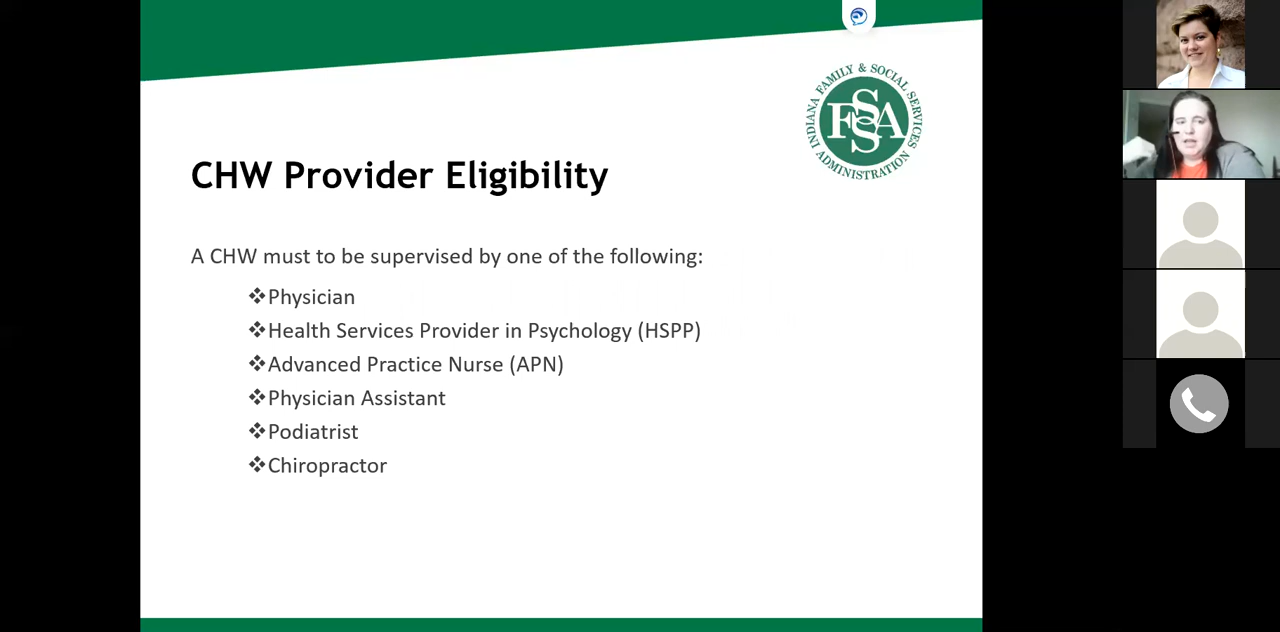 INDIANA FAMILY & SOCIAL SERVICES ADMINISTRATION
FSSA
CHW Provider Eligibility
A CHW must to be supervised by one of the following:
❖Physician
❖Health Services Provider in Psychology (HSPP)
❖Advanced Practice Nurse (APN)
❖Physician Assistant
❖Podiatrist
❖Chiropractor